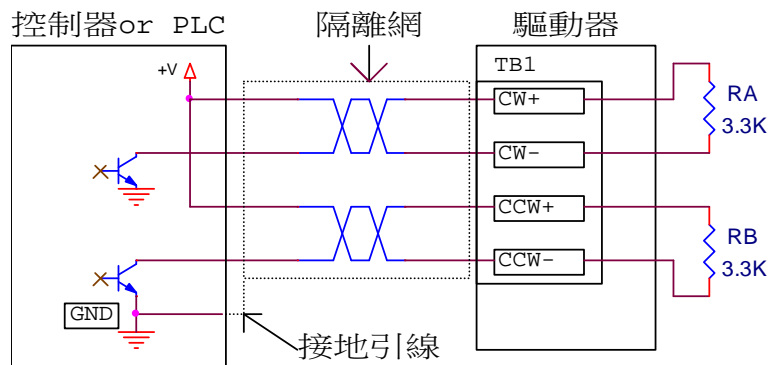 控制器or PLC
隔離網
驅動器
+V
TB1
CW+
RA
3.3K
CW-
CCW+
RB
3.3K
CCW-
GND
接地引線